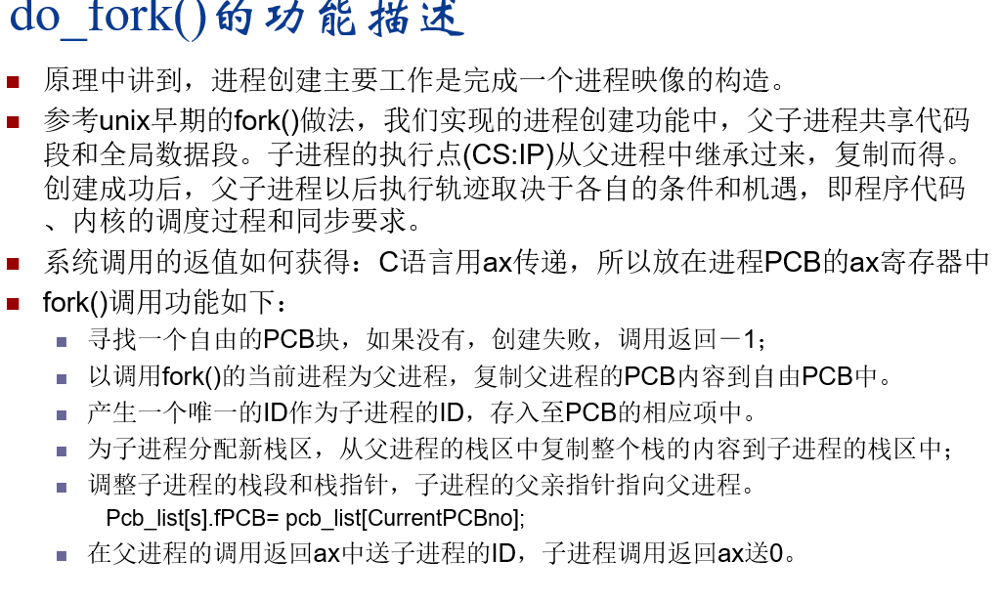 do_fork()的功能描述
原理中讲到，进程创建主要工作是完成一个进程映像的构造。
参考unix早期的fork()做法，我们实现的进程创建功能中，父子进程共享代码
段和全局数据段。子进程的执行点(CS:IP)从父进程中继承过来，复制而得。
创建成功后，父子进程以后执行轨迹取决于各自的条件和机遇，即程序代码
、内核的调度过程和同步要求。
系统调用的返值如何获得：C语言用ax传递，所以放在进程PCB的ax寄存器中
fork()调用功能如下：
寻找一个自由的PCB块，如果没有，创建失败，调用返回－1；
以调用fork()的当前进程为父进程，复制父进程的PCB内容到自由PCB中。
产生一个唯一的ID作为子进程的ID，存入至PCB的相应项中。
为子进程分配新栈区，从父进程的栈区中复制整个栈的内容到子进程的栈区中；
调整子进程的栈段和栈指针，子进程的父亲指针指向父进程。
Pcb_list[s].fPCB= pcb_list[CurrentPCBno];
在父进程的调用返回ax中送子进程的ID，子进程调用返回ax送0。